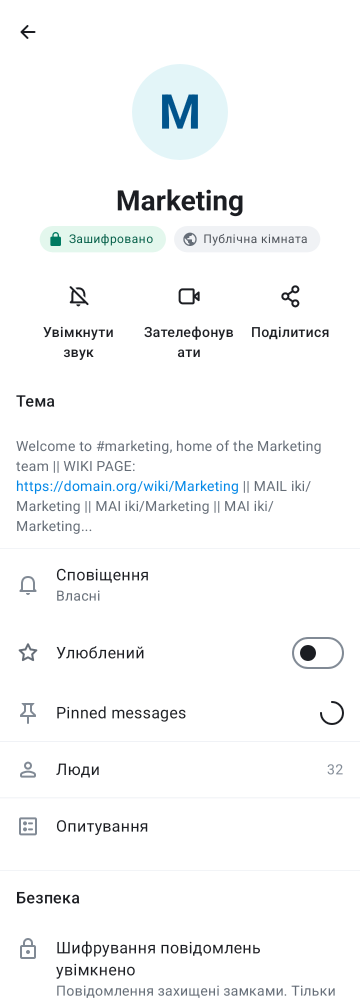 M
Marketing
Зашифровано
Публічна кімната
Увімкнути
звук
Зателефонув
ати
Поділитися
Тема
Welcome to #marketing, home of the Marketing
team || WIKI PAGE:
https://domain.org/wiki/Marketing || MAIL iki/
Marketing || MAI iki/Marketing || MAI iki/
Marketing...
Сповіщення
Власні
Улюблений
Pinned messages
Люди
32
Опитування
Безпека
Шифрування повідомлень
увімкнено
Повідомлення захищені замками. Тільки